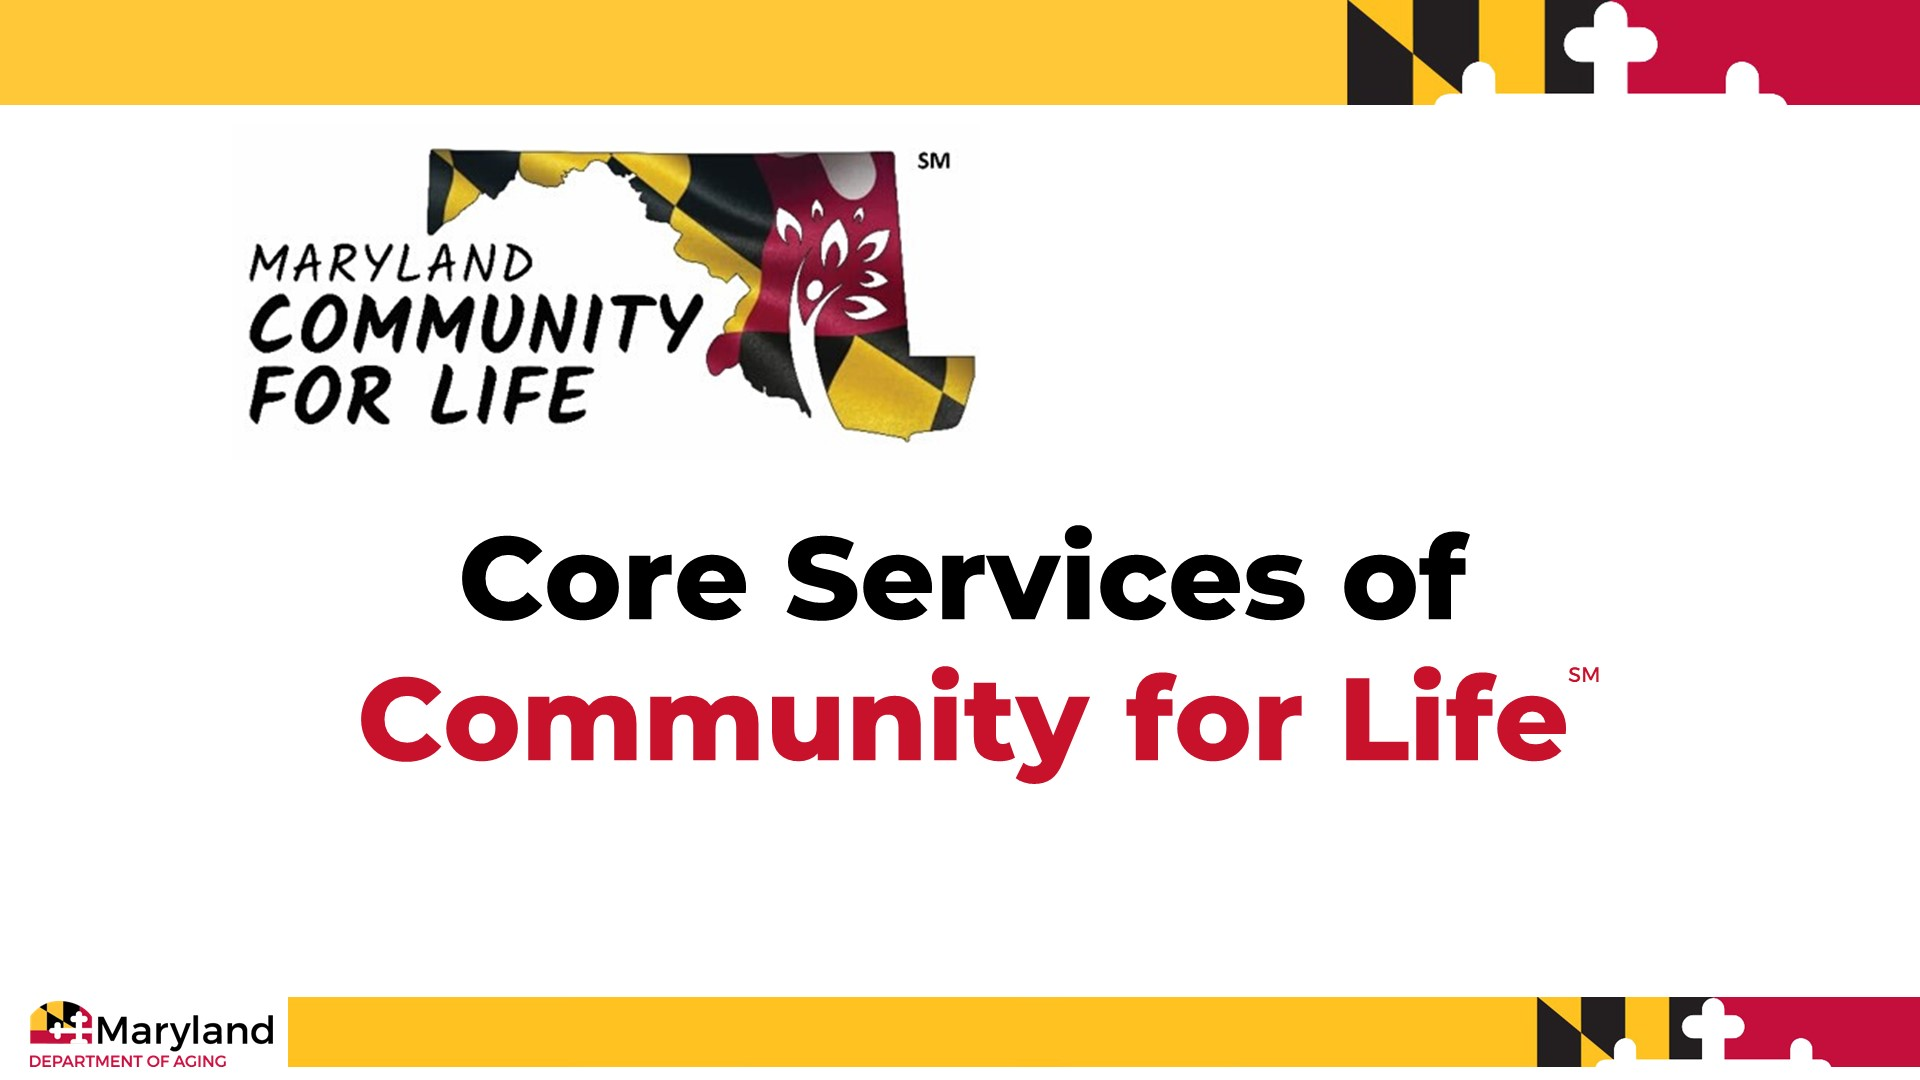 SM
MARYLAND
COMMUNITY
FOR LIFE
Core Services of
Community for Life SM
Maryland
DEPARTMENT OF AGING